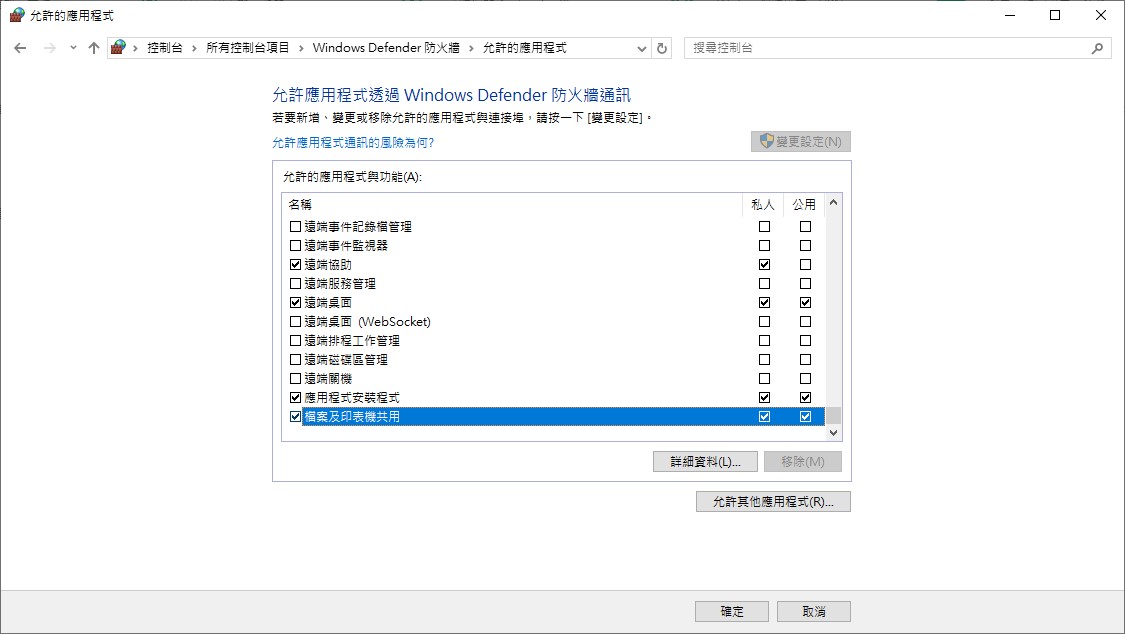 允許的應用程式
控制台 › 所有控制台項目 › Windows Defender 防火牆 › 允許的應用程式
搜尋控制台
允許應用程式透過 Windows Defender 防火牆通訊
若要新增、變更或移除允許的應用程式與連接埠，請按一下 [變更設定]。
允許應用程式通訊的風險為何?
變更設定(N)
允許的應用程式與功能(A):
名稱 私人 公用
遠端事件記錄檔管理
遠端事件監視器
遠端協助
遠端服務管理
遠端桌面
遠端桌面 (WebSocket)
遠端排程工作管理
遠端磁碟區管理
遠端關機
應用程式安裝程式
檔案及印表機共用
詳細資料(L)...
移除(M)
允許其他應用程式(R)...
確定
取消